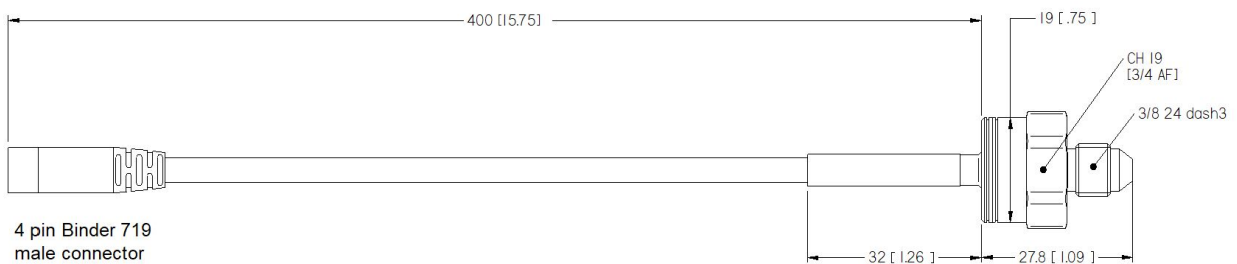 400 [15.75]
19 [.75]
CH 19
[3/4 AF]
3/8 24 dash3
4 pin Binder 719
male connector
32 [1.26]
27.8 [1.09]